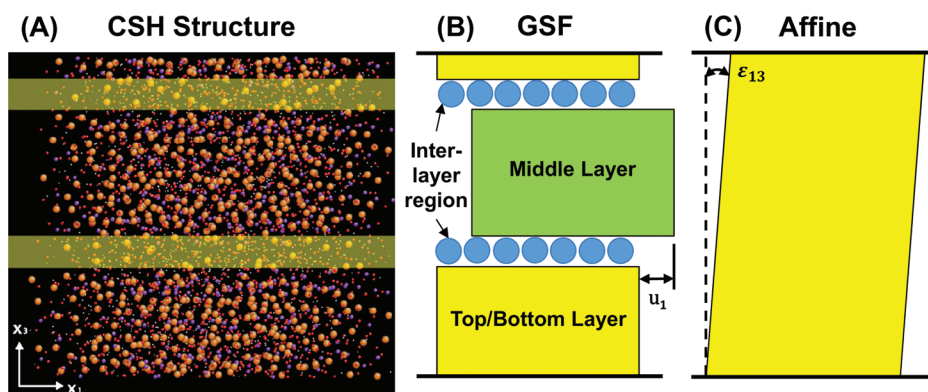 (A) CSH Structure
(B) GSF
(C) Affine
ε13
Inter-
layer
region
Middle Layer
u1
Top/Bottom Layer
x3
x1